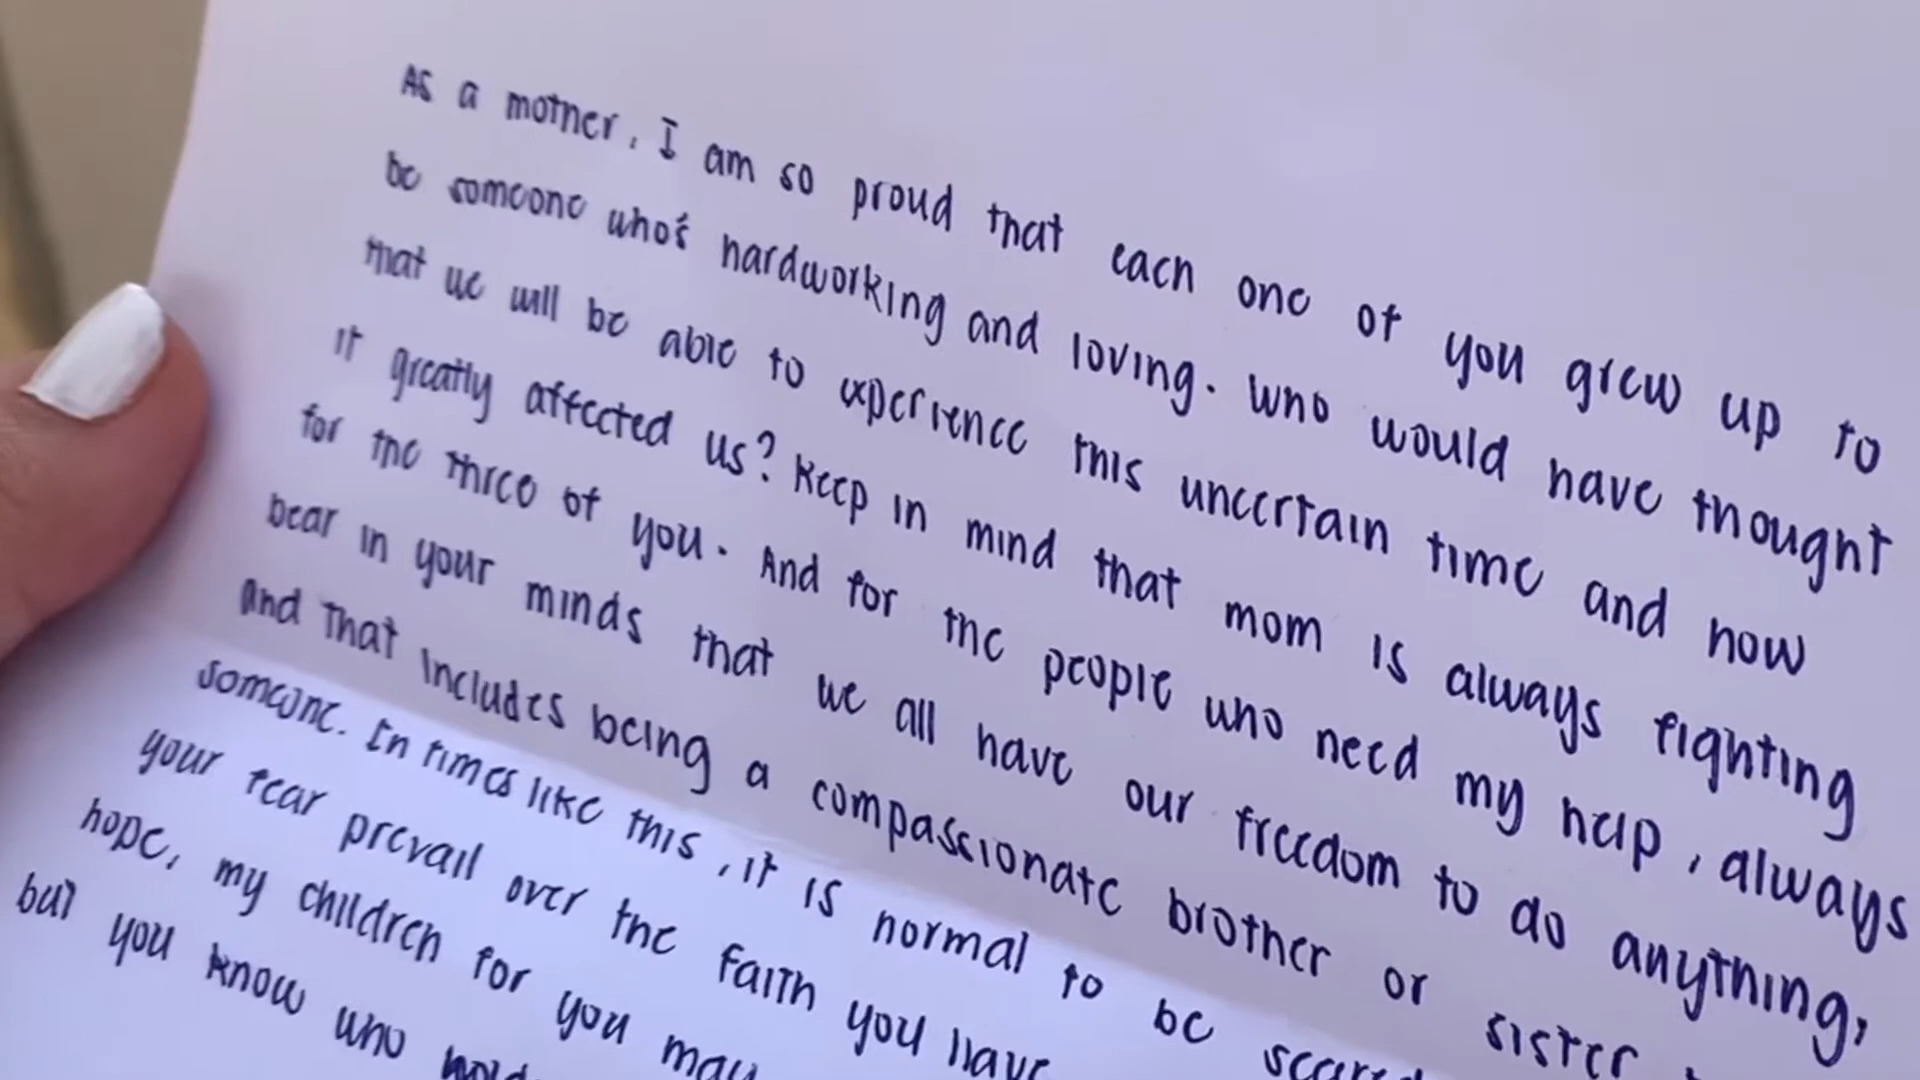 As a mother, I am so proud that each one of you grew up to
be someone who's hardworking and loving. Who would have thought
that we will be able to experience this uncertain time and how
it greatly affected us? Keep in mind that mom is always fighting
for the three of you. And for the people who need my help, always
bear in your minds that we all have our freedom to do anything,
and that includes being a compassionate brother or sister
someone. In times like this, it is normal to be scared
your fear prevail over the faith you have
hope, my children for you may
but you know who